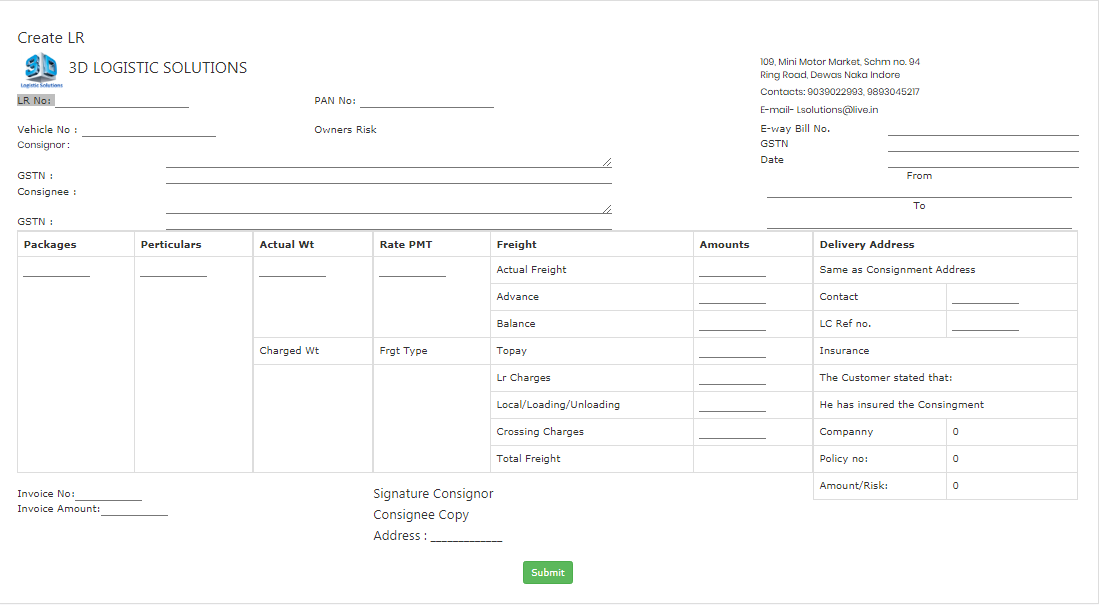 Create LR
3D
Logistic Solutions
3D LOGISTIC SOLUTIONS
109, Mini Motor Market, Schm no. 94
Ring Road, Dewas Naka Indore
Contacts: 9039022993, 9893045217
E-mail- Lsolutions@live.in
LR No:
PAN No:
Vehicle No :
Owners Risk
E-way Bill No.
Consignor:
GSTN
Date
GSTN :
From
Consignee :
To
GSTN :
Packages Perticulars Actual Wt Rate PMT Freight Amounts Delivery Address
Actual Freight Same as Consignment Address
Advance Contact
Balance LC Ref no.
Charged Wt Frgt Type Topay Insurance
Lr Charges The Customer stated that:
Local/Loading/Unloading He has insured the Consingment
Crossing Charges Companny 0
Total Freight Policy no: 0
Amount/Risk: 0
Invoice No:
Invoice Amount:
Signature Consignor
Consignee Copy
Address : _____________
Submit